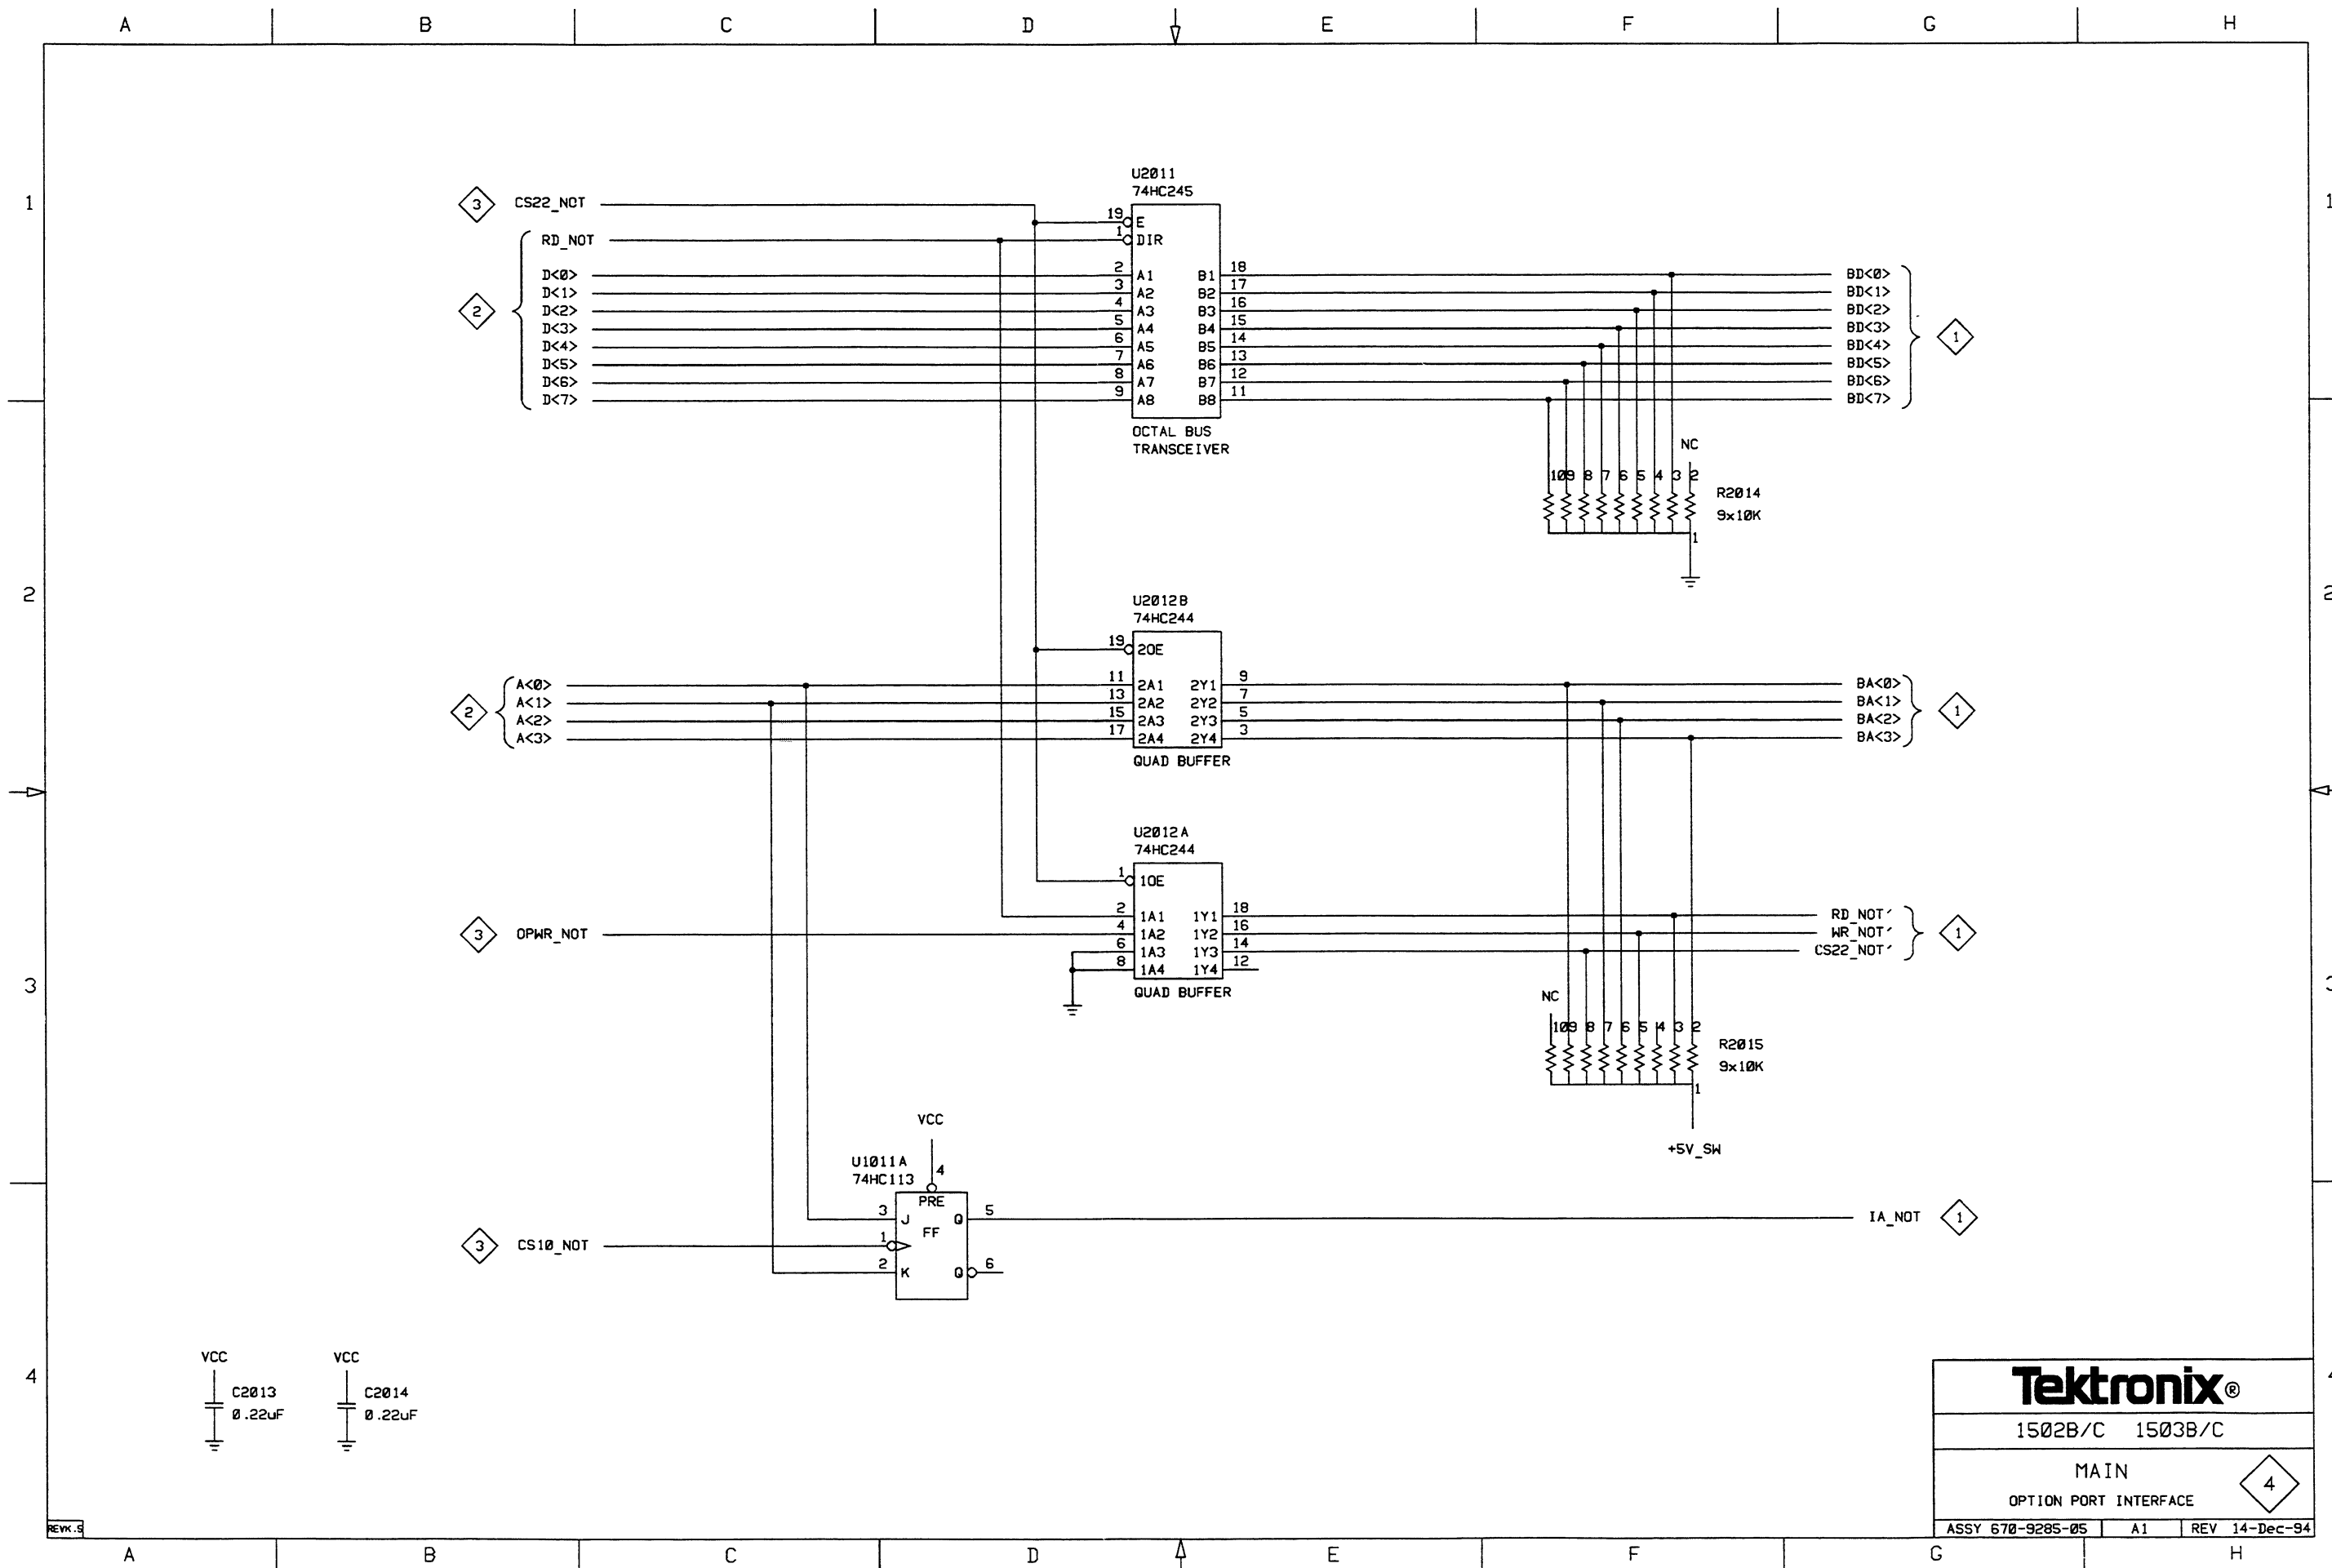 A B C D E F G H
U2011
74HC245
1
3 CS22_NOT
19 E
RD_NOT
1 DIR
D<0> 2 A1 B1 18 BD<0>
D<1> 3 A2 B2 17 BD<1>
D<2> 4 A3 B3 16 BD<2>
2
D<3> 5 A4 B4 15 BD<3>
1
D<4> 6 A5 B5 14 BD<4>
D<5> 7 A6 B6 13 BD<5>
D<6> 8 A7 B7 12 BD<6>
D<7> 9 A8 B8 11 BD<7>
OCTAL BUS
TRANSCEIVER
NC
10 9 8 7 6 5 4 3 2
R2014
9x10K
1
2
U2012B
74HC244
19 2OE
A<0> 11 2A1 2Y1 9 BA<0>
A<1> 13 2A2 2Y2 7 BA<1>
2
1
A<2> 15 2A3 2Y3 5 BA<2>
A<3> 17 2A4 2Y4 3 BA<3>
QUAD BUFFER
U2012A
74HC244
1 1OE
2 1A1 1Y1 18 RD_NOT'
3 OPWR_NOT 4 1A2 1Y2 16 WR_NOT' 1
6 1A3 1Y3 14 CS22_NOT'
8 1A4 1Y4 12
QUAD BUFFER
3
NC
10 9 8 7 6 5 4 3 2
R2015
9x10K
1
+5V_SW
VCC
U1011A
74HC113
4
PRE
3 J Q 5 IA_NOT 1
FF
3 CS10_NOT 1
2 K Q 6
VCC VCC
4
C2013 C2014
0.22uF 0.22uF
Tektronix®
1502B/C 1503B/C
MAIN
4
OPTION PORT INTERFACE
REVK.S
ASSY 670-9285-05 A1 REV 14-Dec-94
A B C D E F G H